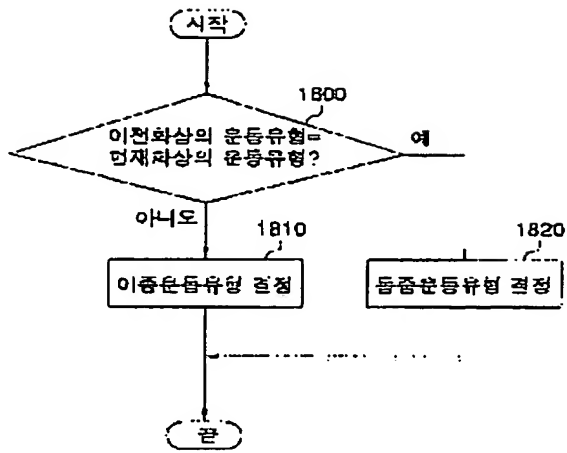 시작
1800
이전화상의 운동유형=
현재화상의 운동유형?
예
아니오
1810
1820
이종운동유형 결정
동종운동유형 결정
끝